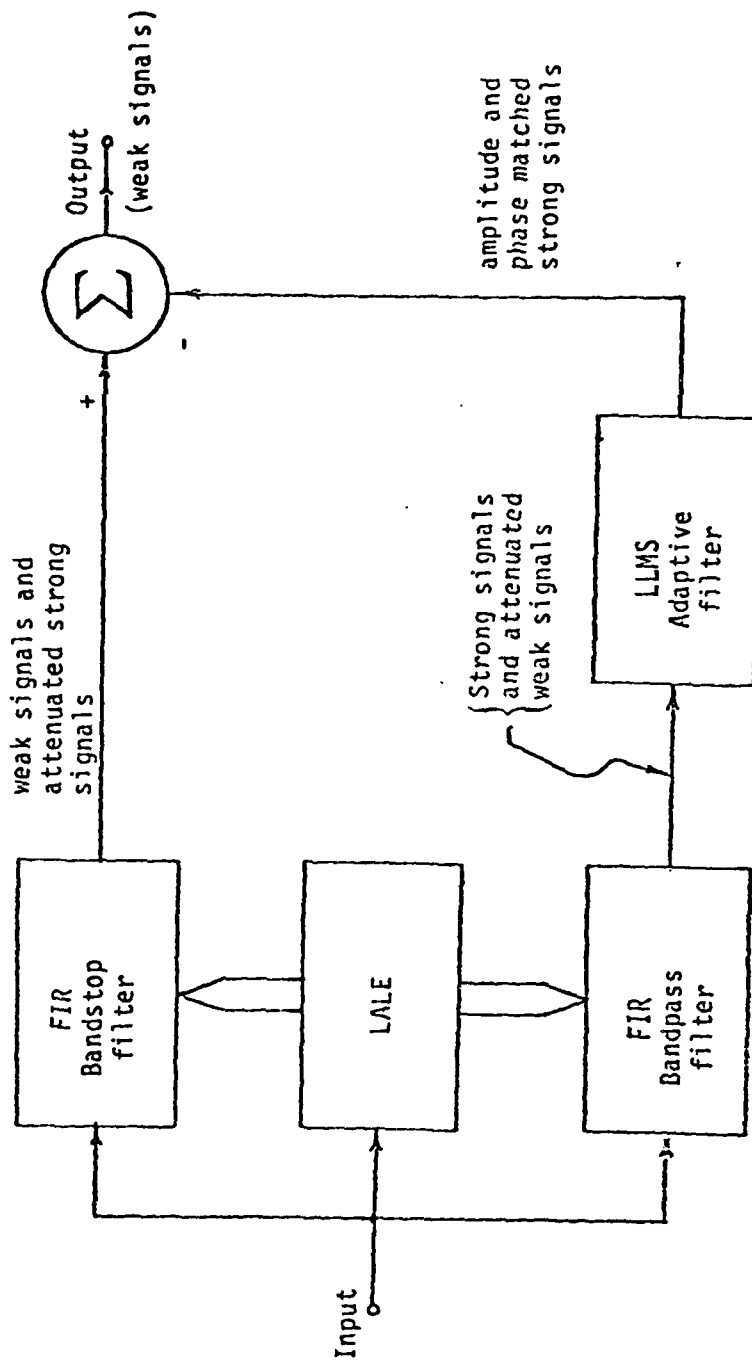 Input
FIR
Bandstop
filter
LALE
FIR
Bandpass
filter
weak signals and
attenuated strong
signals
Strong signals
and attenuated
weak signals
LLMS
Adaptive
filter
+
-
Σ
Output
(weak signals)
amplitude and
phase matched
strong signals